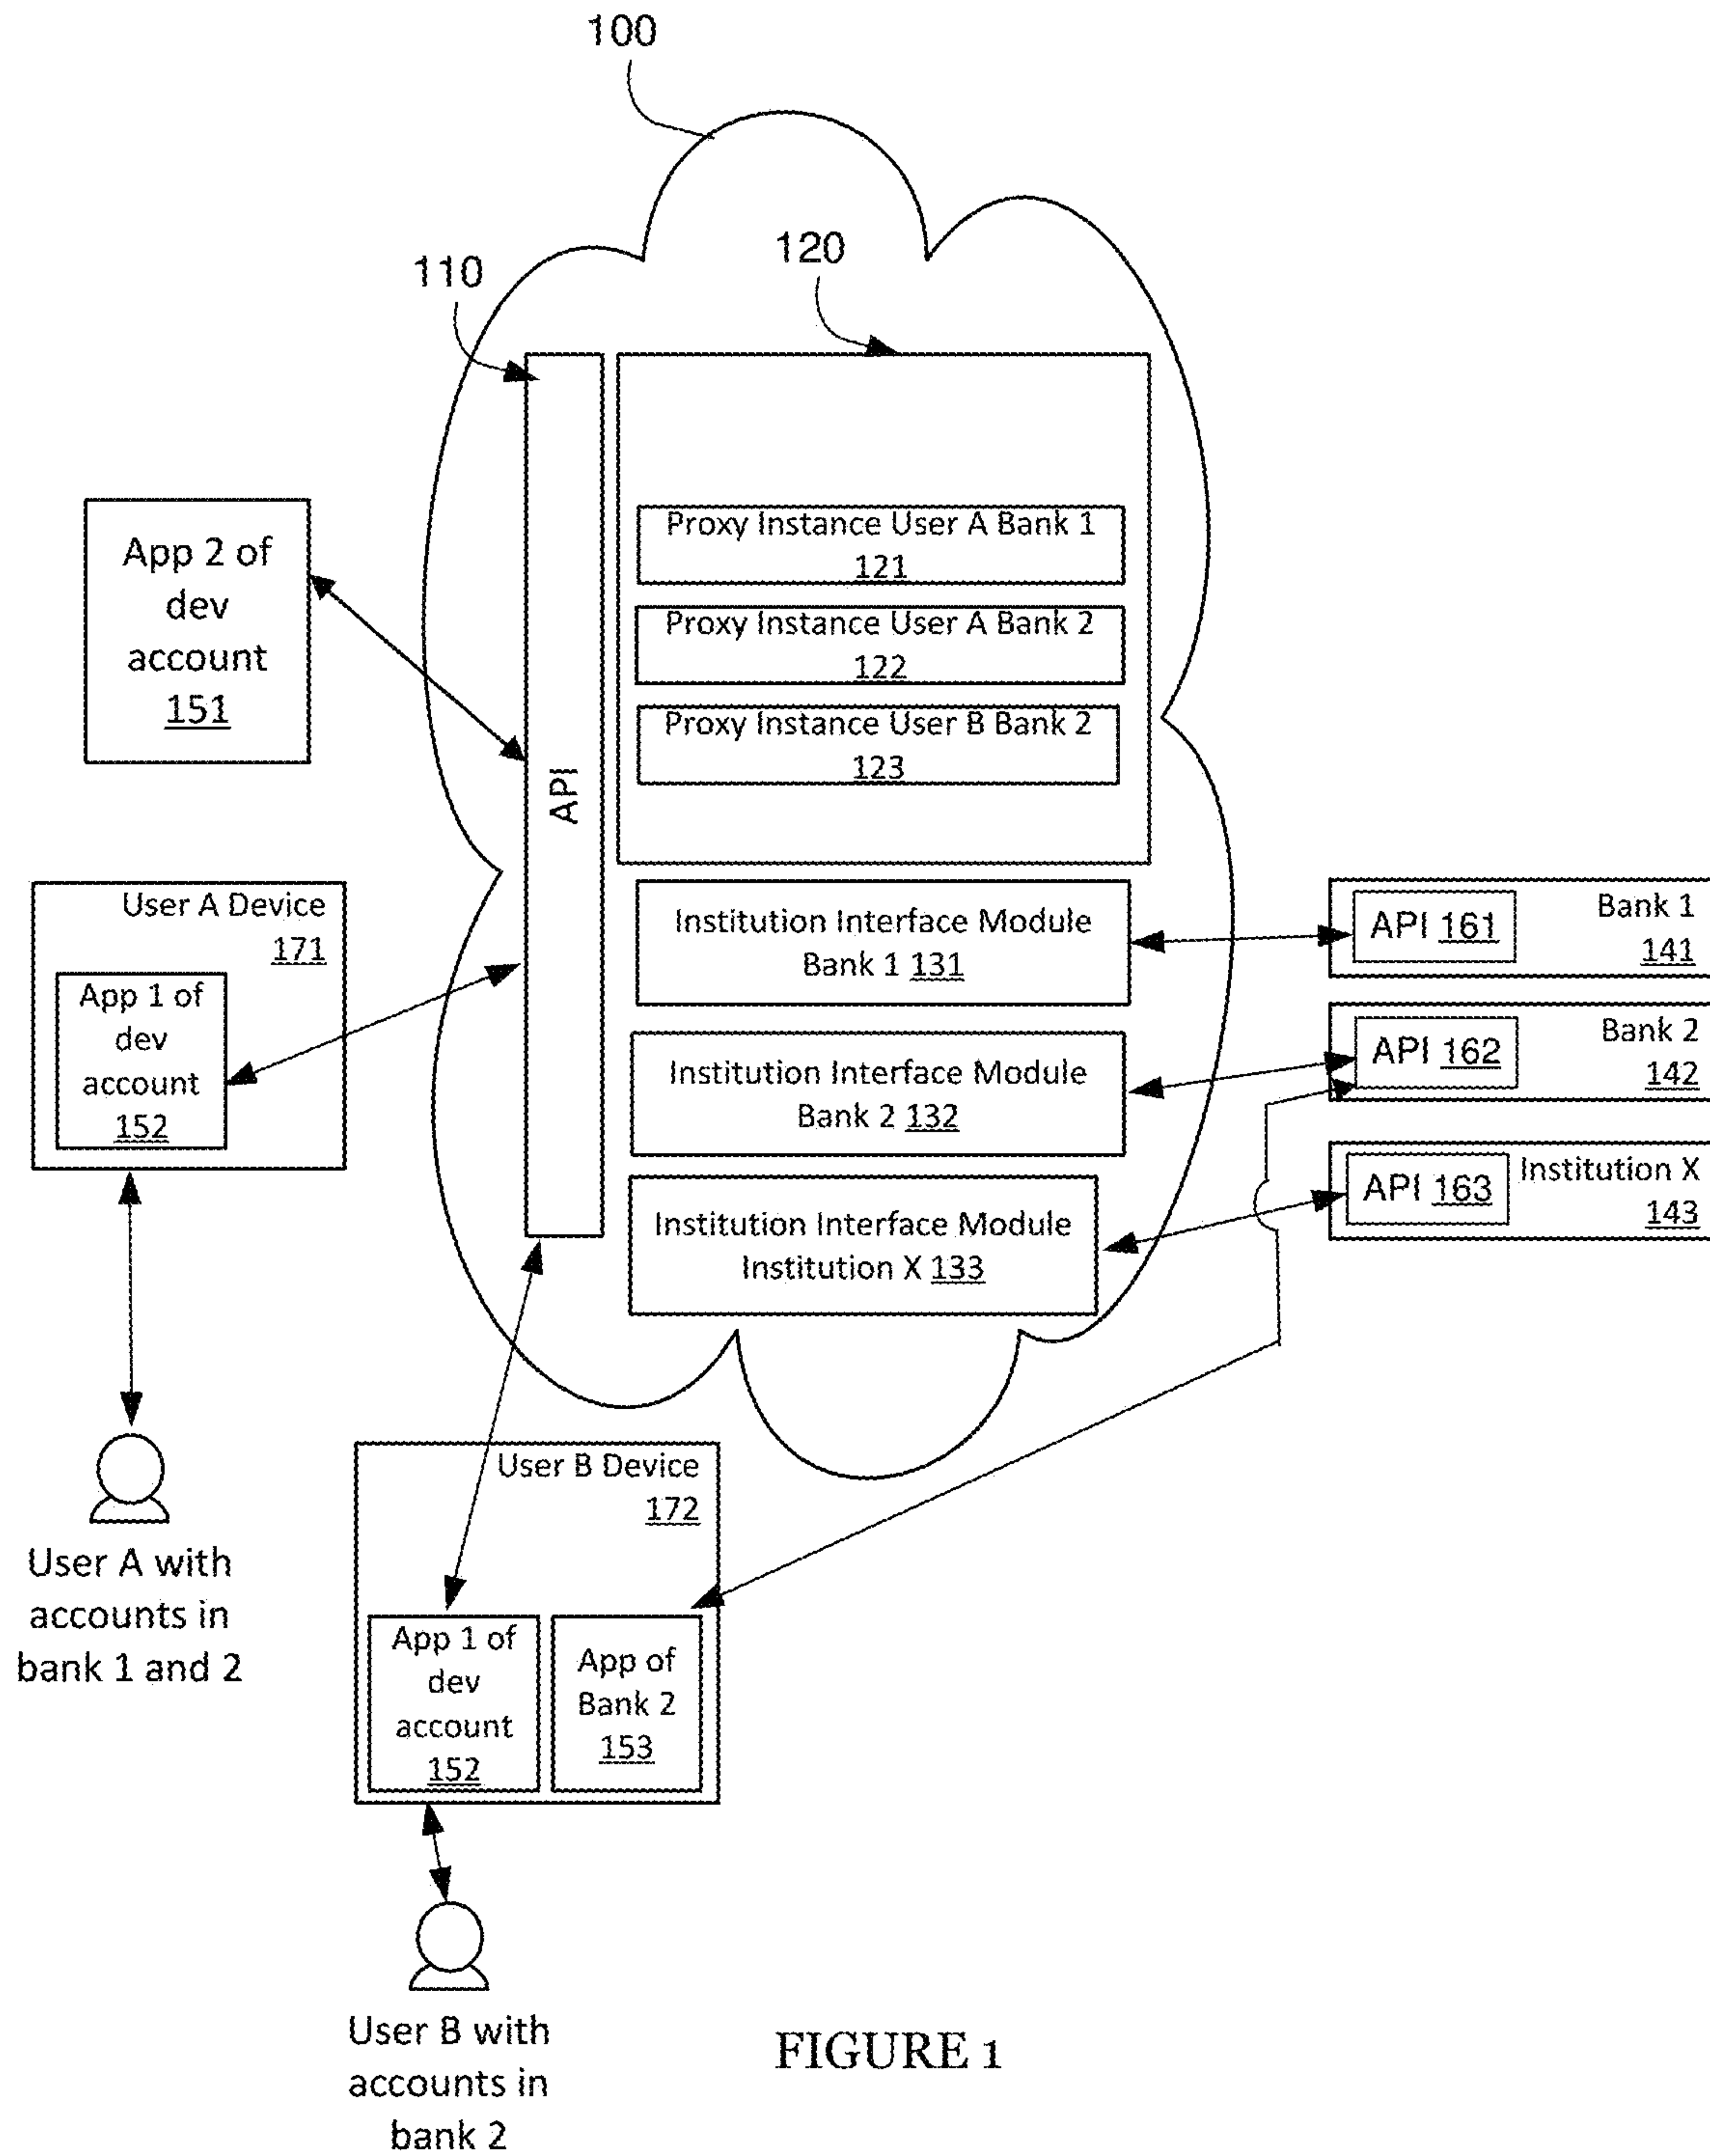 100
120
110
Proxy Instance User A Bank 1
121
Proxy Instance User A Bank 2
122
Proxy Instance User B Bank 2
123
App 2 of
dev
account
151
API
User A Device
171
App 1 of
dev
account
152
Institution Interface Module
Bank 1 131
Institution Interface Module
Bank 2 132
Institution Interface Module
Institution X 133
API 161
Bank 1
141
API 162
Bank 2
142
API 163
Institution X
143
User A with
accounts in
bank 1 and 2
User B Device
172
App 1 of
dev
account
152
App of
Bank 2
153
User B with
accounts in
bank 2
FIGURE 1